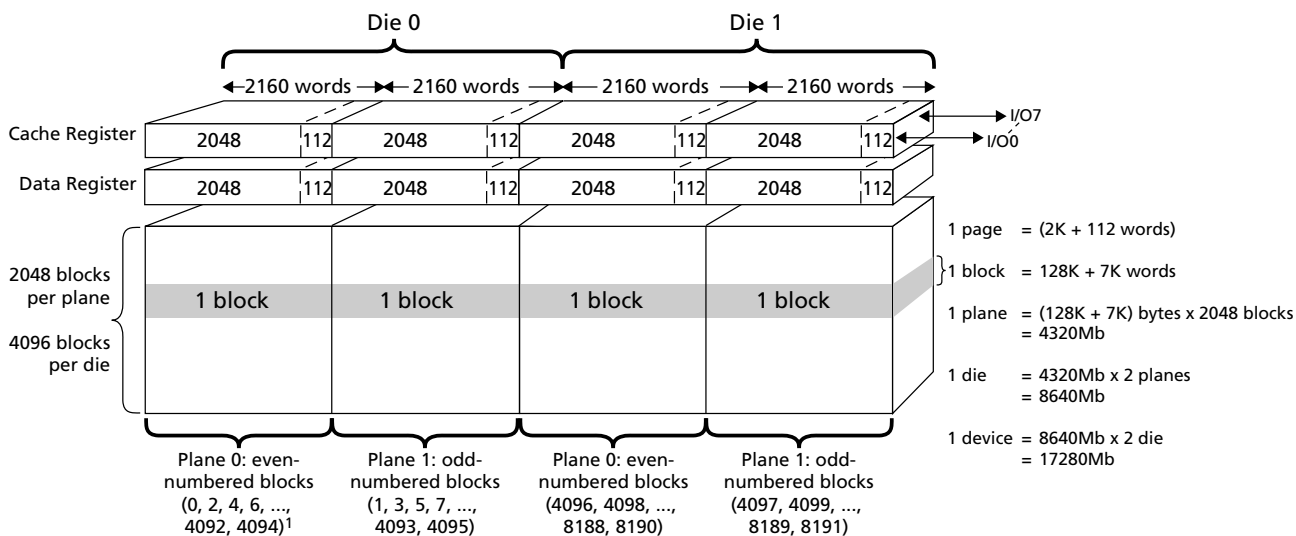 Die 0
Die 1
2160 words
2160 words
2160 words
2160 words
Cache Register
2048
112
2048
112
2048
112
2048
112
I/O7
I/O0
Data Register
2048
112
2048
112
2048
112
2048
112
2048 blocks
per plane
4096 blocks
per die
1 block
1 block
1 block
1 block
1 page = (2K + 112 words)
1 block = 128K + 7K words
1 plane = (128K + 7K) bytes x 2048 blocks
= 4320Mb
1 die = 4320Mb x 2 planes
= 8640Mb
1 device = 8640Mb x 2 die
= 17280Mb
Plane 0: even-
numbered blocks
(0, 2, 4, 6, ...,
4092, 4094)1
Plane 1: odd-
numbered blocks
(1, 3, 5, 7, ...,
4093, 4095)
Plane 0: even-
numbered blocks
(4096, 4098, ...,
8188, 8190)
Plane 1: odd-
numbered blocks
(4097, 4099, ...,
8189, 8191)